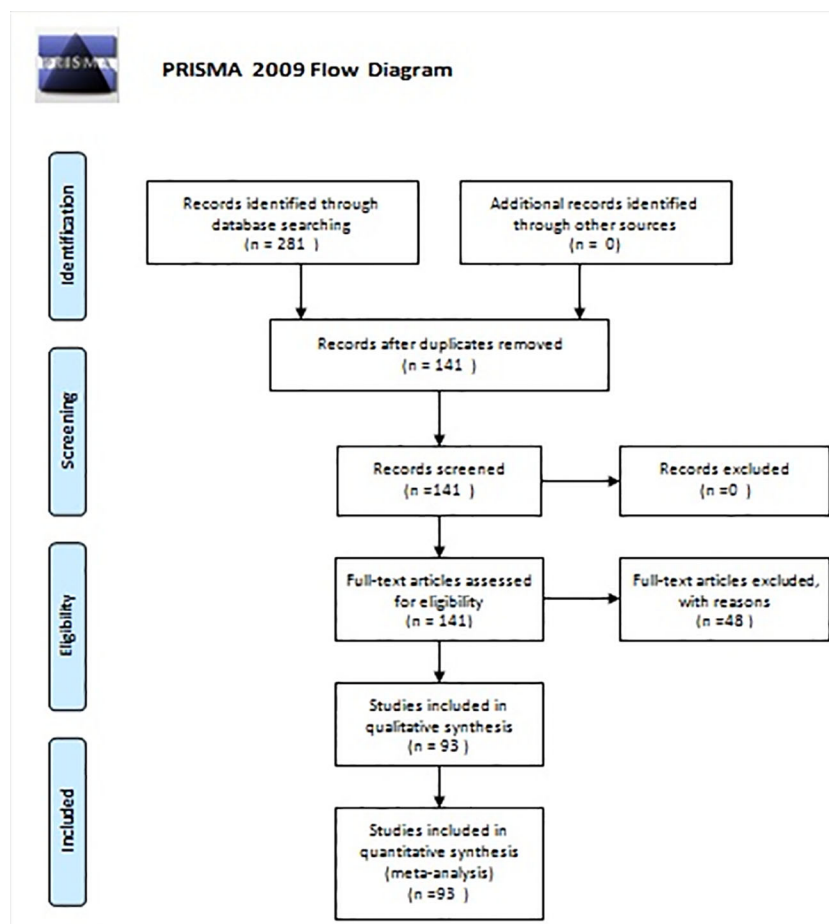 PRISMA
PRISMA 2009 Flow Diagram
Identification
Records identified through
database searching
(n = 281 )
Additional records identified
through other sources
(n = 0)
Records after duplicates removed
(n = 141 )
Screening
Records screened
(n =141 )
Records excluded
(n =0 )
Eligibility
Full-text articles assessed
for eligibility
(n = 141)
Full-text articles excluded,
with reasons
(n =48 )
Studies included in
qualitative synthesis
(n = 93 )
Included
Studies included in
quantitative synthesis
(meta-analysis)
(n =93 )